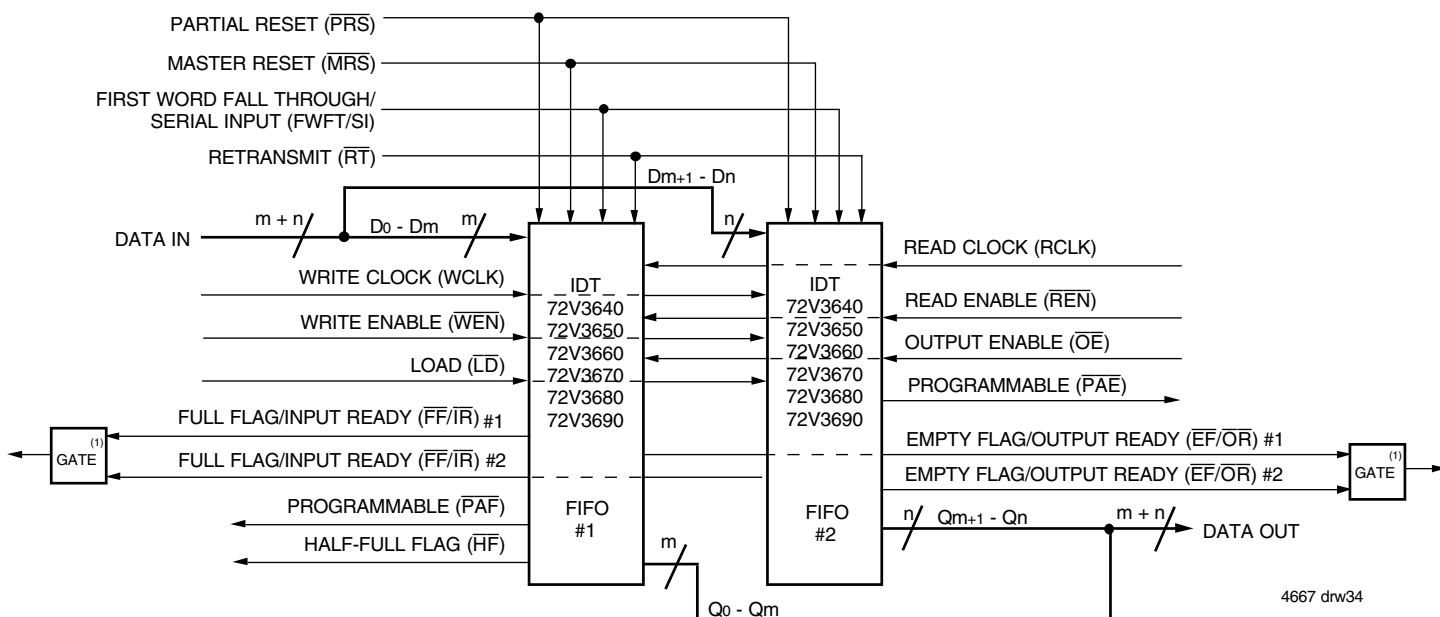 PARTIAL RESET (PRS)
MASTER RESET (MRS)
FIRST WORD FALL THROUGH/
SERIAL INPUT (FWFT/SI)
RETRANSMIT (RT)
Dm+1 - Dn
m + n
D0 - Dm
m
n
DATA IN
READ CLOCK (RCLK)
WRITE CLOCK (WCLK)
READ ENABLE (REN)
WRITE ENABLE (WEN)
OUTPUT ENABLE (OE)
LOAD (LD)
PROGRAMMABLE (PAE)
IDT
72V3640
72V3650
72V3660
72V3670
72V3680
72V3690
IDT
72V3640
72V3650
72V3660
72V3670
72V3680
72V3690
FULL FLAG/INPUT READY (FF/IR) #1
EMPTY FLAG/OUTPUT READY (EF/OR) #1
(1)
GATE
(1)
GATE
FULL FLAG/INPUT READY (FF/IR) #2
EMPTY FLAG/OUTPUT READY (EF/OR) #2
PROGRAMMABLE (PAF)
FIFO
#1
FIFO
#2
n
Qm+1 - Qn
m + n
DATA OUT
HALF-FULL FLAG (HF)
m
Q0 - Qm
4667 drw34